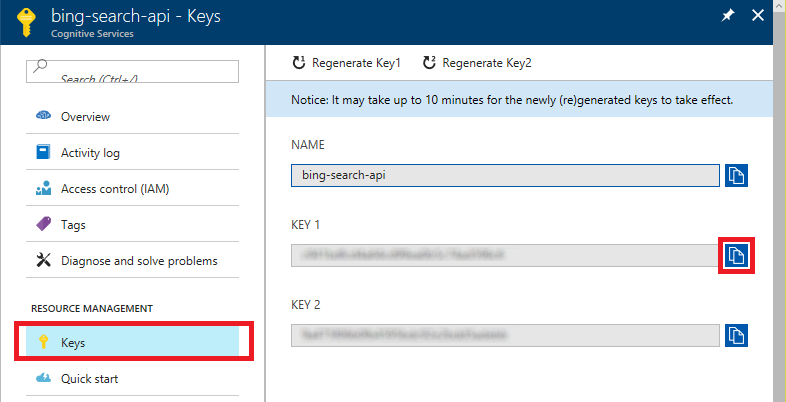 bing-search-api - Keys
Cognitive Services
Search (Ctrl+/)
Overview
Activity log
Access control (IAM)
Tags
Diagnose and solve problems
RESOURCE MANAGEMENT
Keys
Quick start
1 Regenerate Key1 2 Regenerate Key2
Notice: It may take up to 10 minutes for the newly (re)generated keys to take effect.
NAME
bing-search-api
KEY 1
KEY 2